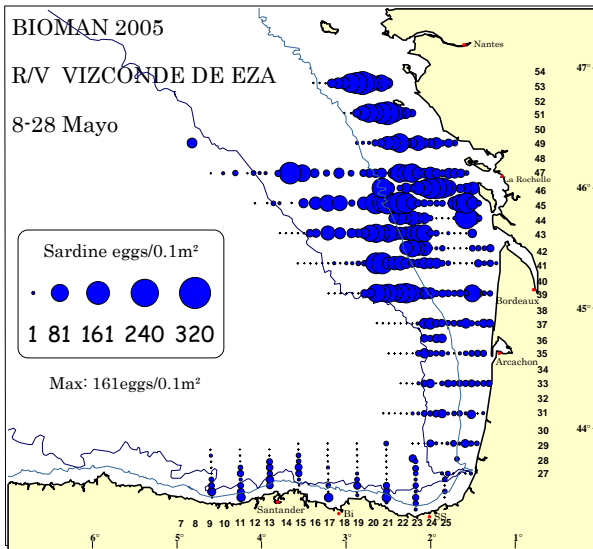 BIOMAN 2005
R/V VIZCONDE DE EZA
8-28 Mayo
Sardine eggs/0.1m²
1 81 161 240 320
Max: 161eggs/0.1m²
Nantes
La Rochelle
Bordeaux
Arcachon
Santander
Bi
SS
47°
46°
45°
44°
54
53
52
51
50
49
48
47
46
45
44
43
42
41
40
39
38
37
36
35
34
33
32
31
30
29
28
27
7 8 9 10 11 12 13 14 15 16 17 18 19 20 21 22 23 24 25
6° 5° 4° 3° 2° 1°